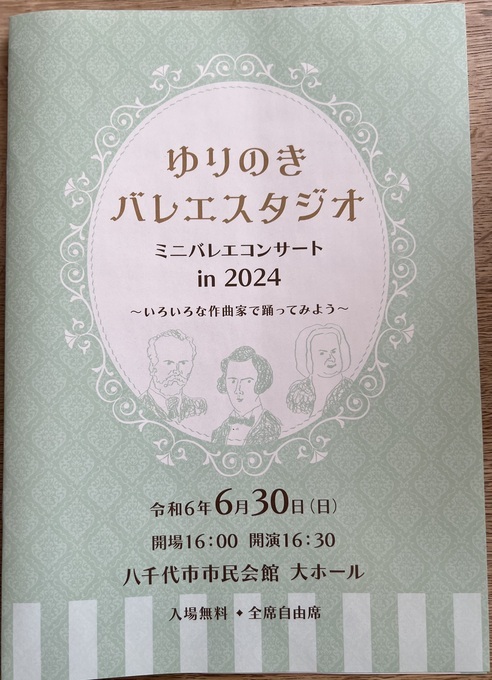 ゆりのき
バレエスタジオ
ミニバレエコンサート
in 2024
～いろいろな作曲家で踊ってみよう～
令和6年6月30日(日)
開場16:00 開演16:30
八千代市市民会館 大ホール
入場無料・全席自由席